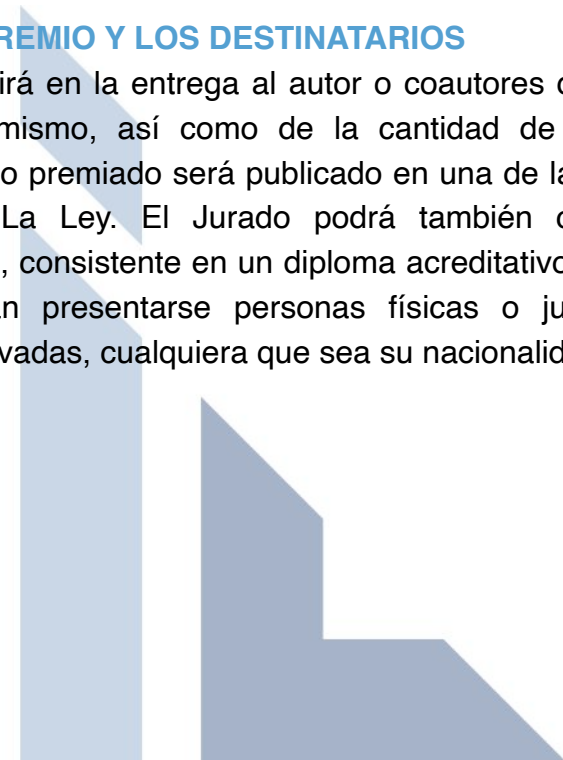 REMIO Y LOS DESTINATARIOS
irá en la entrega al autor o coautores
mismo, así como de la cantidad de
o premiado será publicado en una de la
La Ley. El Jurado podrá también
, consistente en un diploma acreditativo
n presentarse personas físicas o ju
vadas, cualquiera que sea su nacionalid